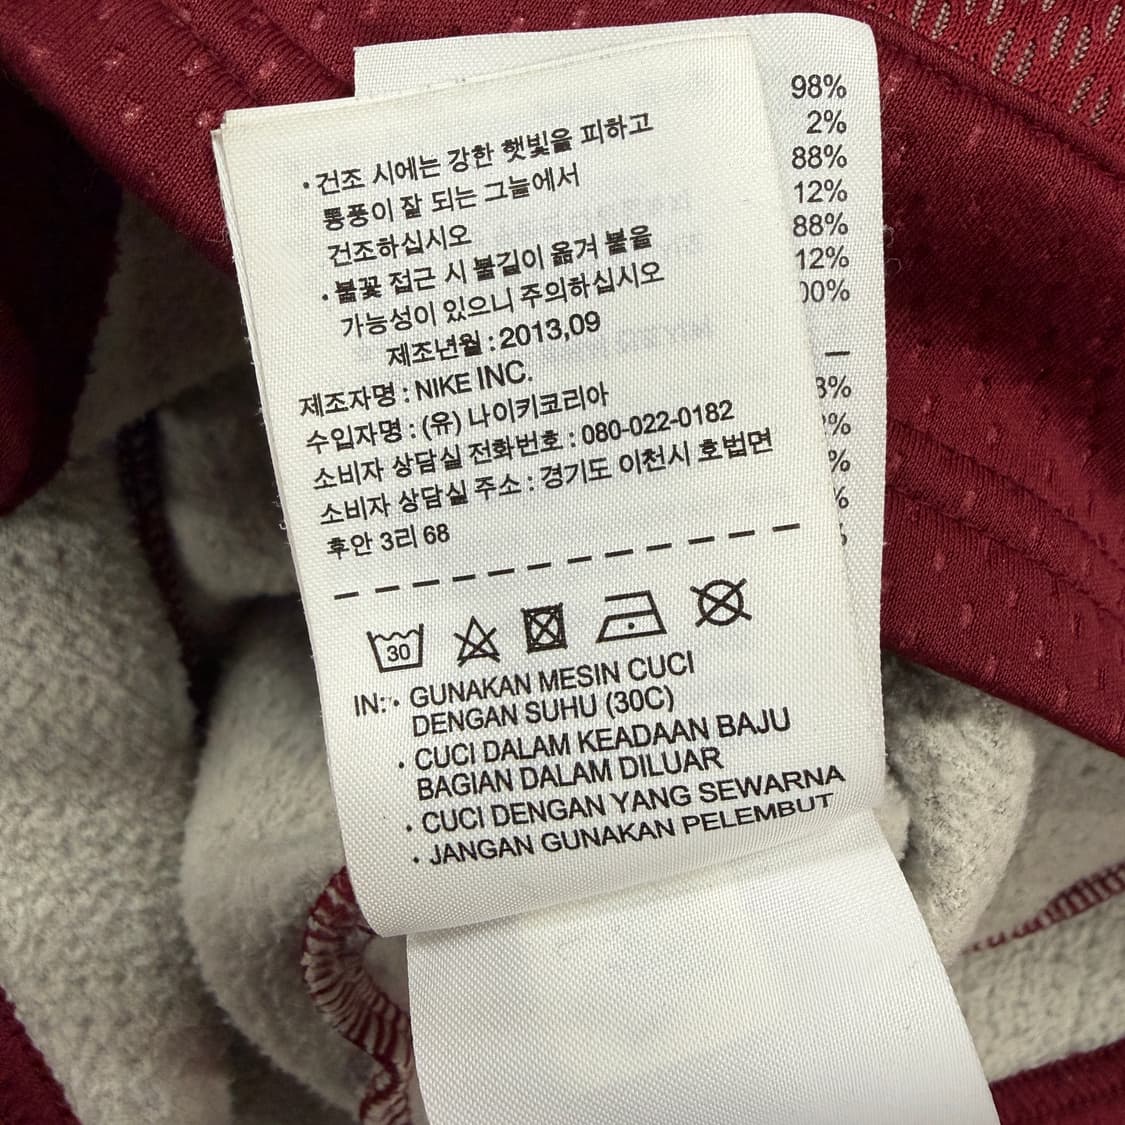 • 건조 시에는 강한 햇빛을 피하고
통풍이 잘 되는 그늘에서
건조하십시오
• 불꽃 접근 시 불길이 옮겨 붙을
가능성이 있으니 주의하십시오
제조년월 : 2013,09
제조자명 : NIKE INC.
수입자명 : (유) 나이키코리아
소비자 상담실 전화번호 : 080-022-0182
소비자 상담실 주소 : 경기도 이천시 호법면
후안 3리 68
30
IN: • GUNAKAN MESIN CUCI
DENGAN SUHU (30C)
• CUCI DALAM KEADAAN BAJU
BAGIAN DALAM DILUAR
• CUCI DENGAN YANG SEWARNA
• JANGAN GUNAKAN PELEMBUT
98%
2%
88%
12%
88%
12%